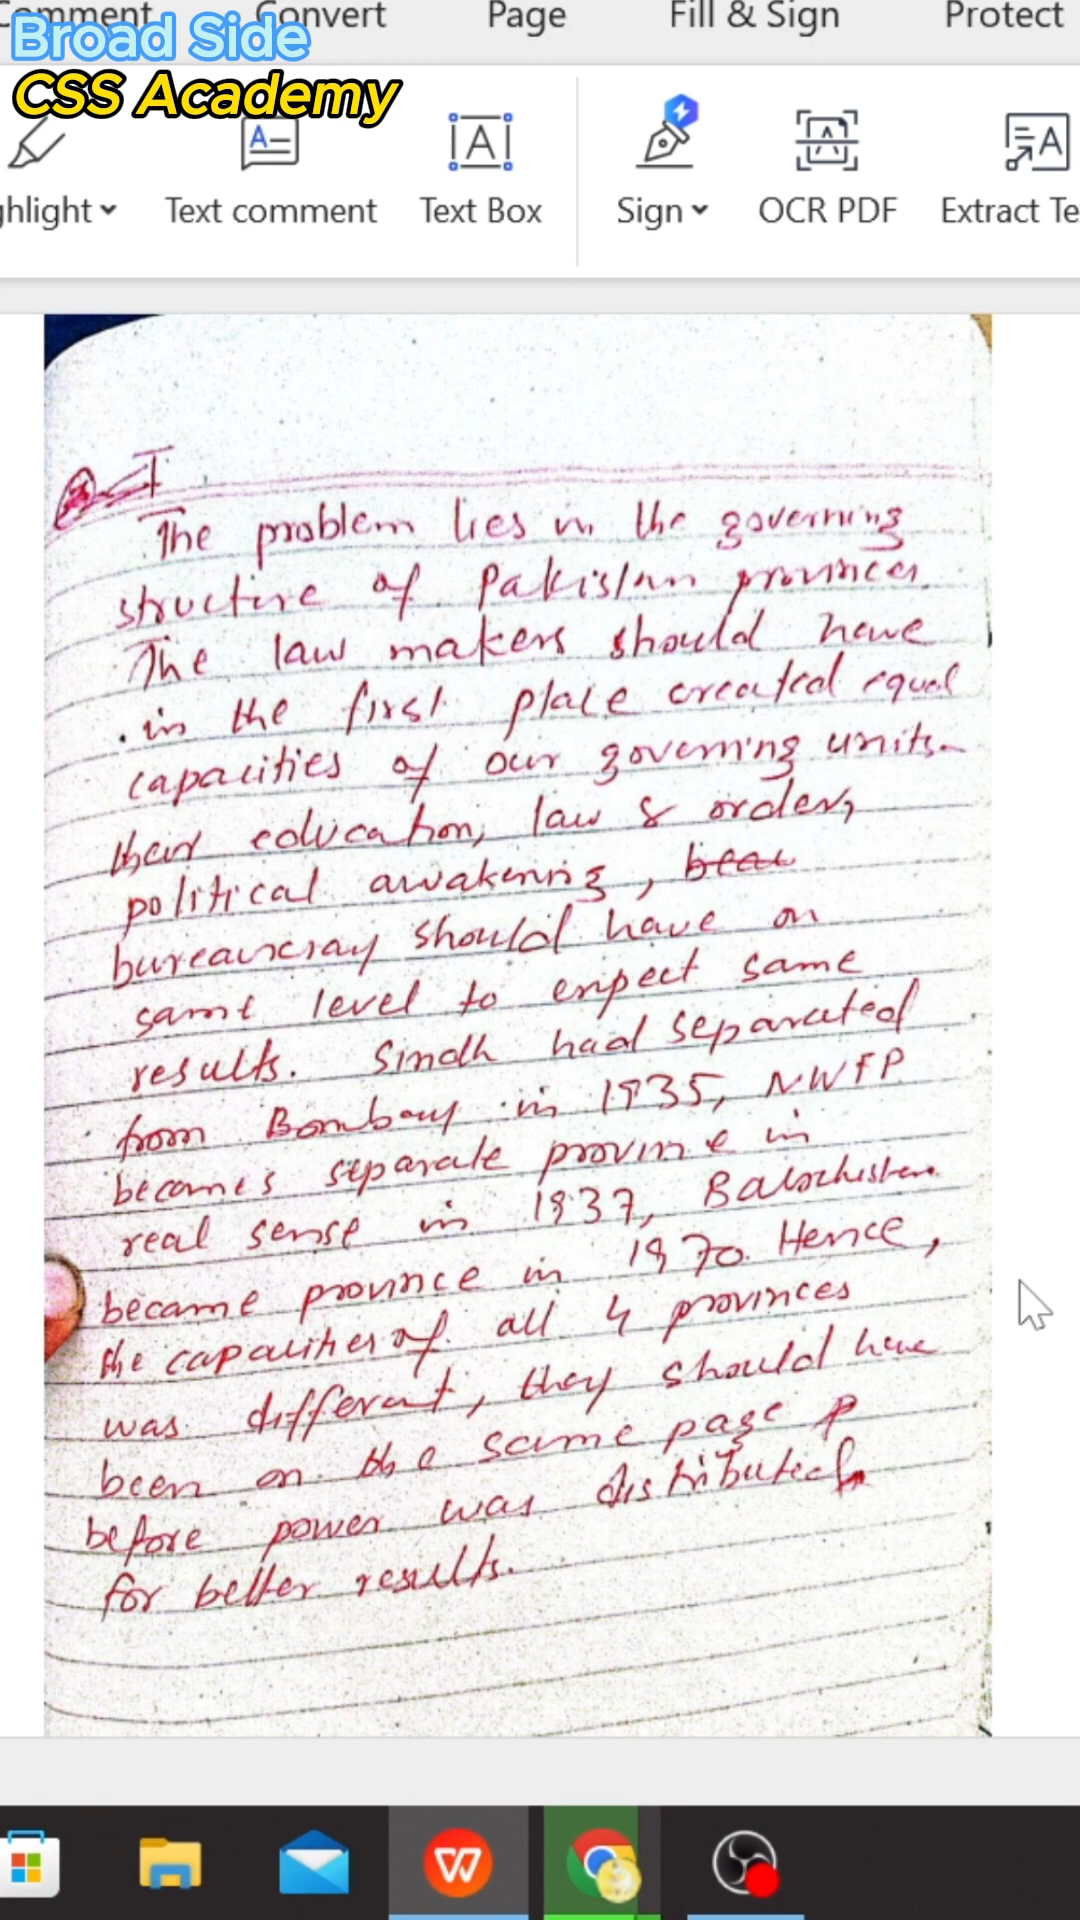 Comment Convert Page Fill & Sign Protect
Broad Side
CSS Academy
ghlight Text comment Text Box Sign OCR PDF Extract Te
The problem lies in the governing
structure of Pakistan provinces.
The law makers should have
in the first place created equal
capacities of our governing units.
their education, law & order,
political awakening,
bureaucray should have on
same level to expect same
results. Sindh had separated
from Bombay in 1935, NWFP
becomes separate province in
real sense in 1937, Balochistan
became province in 1970. Hence,
the capacities of all 4 provinces
was different, they should have
been on the same page
before power was distributed
for better results.